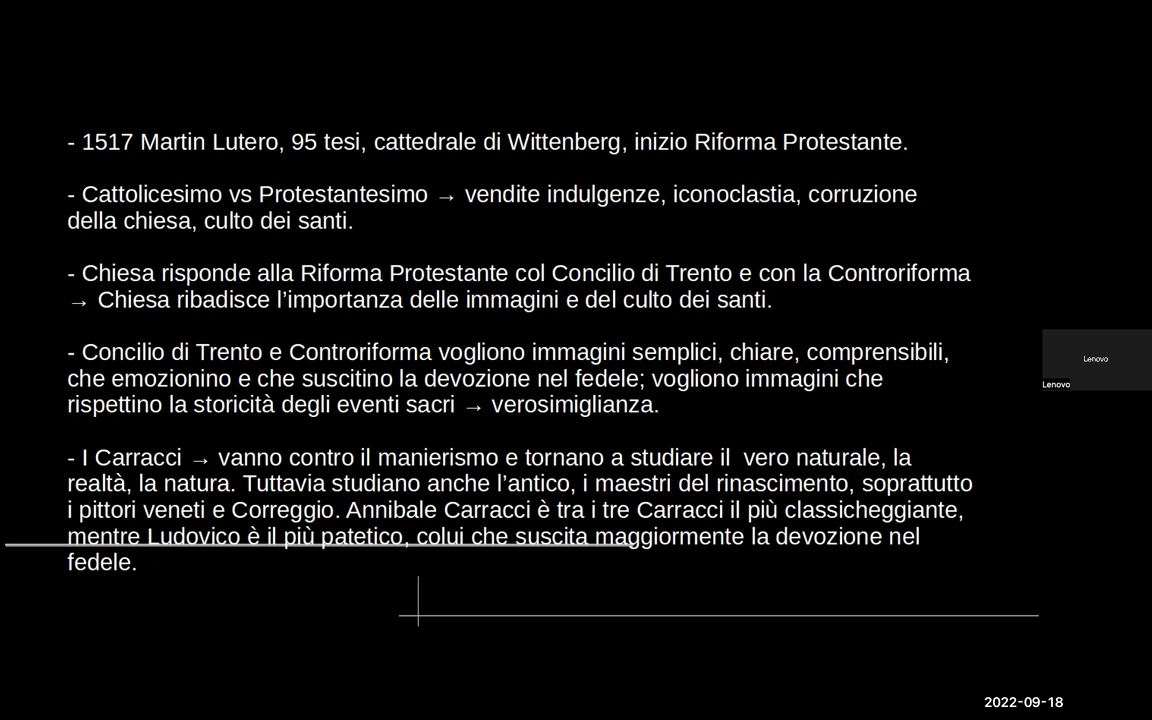 - 1517 Martin Lutero, 95 tesi, cattedrale di Wittenberg, inizio Riforma Protestante.
- Cattolicesimo vs Protestantesimo → vendite indulgenze, iconoclastia, corruzione
della chiesa, culto dei santi.
- Chiesa risponde alla Riforma Protestante col Concilio di Trento e con la Controriforma
→ Chiesa ribadisce l’importanza delle immagini e del culto dei santi.
- Concilio di Trento e Controriforma vogliono immagini semplici, chiare, comprensibili,
che emozionino e che suscitino la devozione nel fedele; vogliono immagini che
rispettino la storicità degli eventi sacri → verosimiglianza.
- I Carracci → vanno contro il manierismo e tornano a studiare il  vero naturale, la
realtà, la natura. Tuttavia studiano anche l’antico, i maestri del rinascimento, soprattutto
i pittori veneti e Correggio. Annibale Carracci è tra i tre Carracci il più classicheggiante,
mentre Ludovico è il più patetico, colui che suscita maggiormente la devozione nel
fedele.
Lenovo
Lenovo
2022-09-18